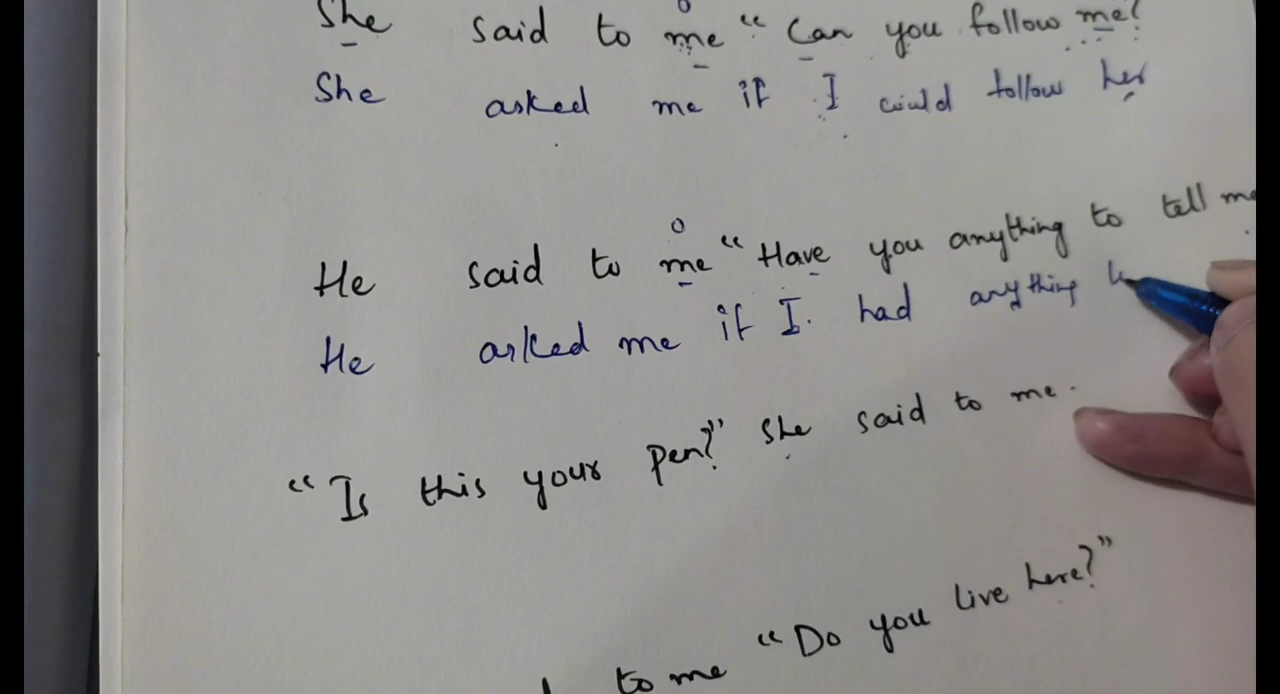 She said to me “Can you follow me?
She asked me if I could follow her
He said to me “Have you anything to tell me
He asked me if I had anything
“Is this your pen?” She said to me.
to me “Do you live here?”